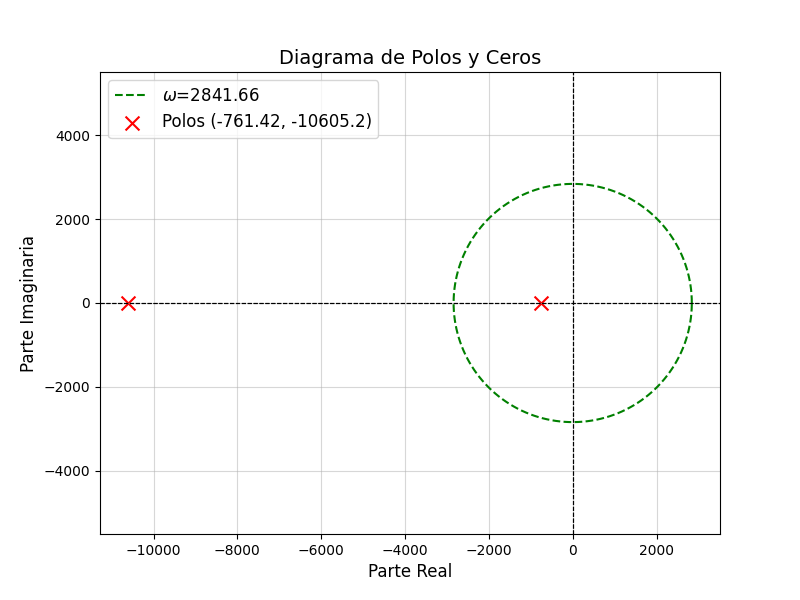 Diagrama de Polos y Ceros
ω=2841.66
Polos (-761.42, -10605.2)
4000
2000
0
−2000
−4000
Parte Imaginaria
−10000
−8000
−6000
−4000
−2000
0
2000
Parte Real